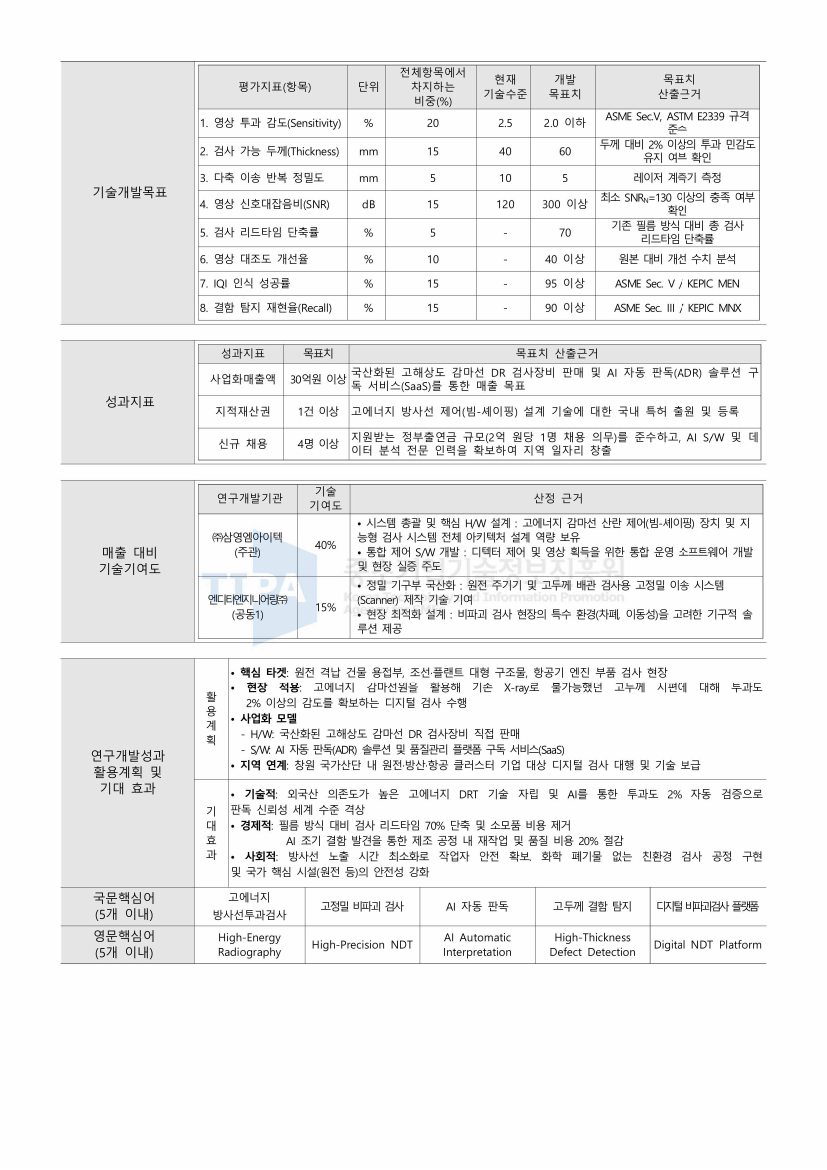 기술개발목표
평가지표(항목)
단위
전체항목에서
차지하는
비중(%)
현재
기술수준
개발
목표치
목표치
산출근거
1. 영상 투과 감도(Sensitivity) % 20 2.5 2.0 이하
ASME Sec.V, ASTM E2339 규격
준수
2. 검사 가능 두께(Thickness) mm 15 40 60
두께 대비 2% 이상의 투과 민감도
유지 여부 확인
3. 다축 이송 반복 정밀도 mm 5 10 5 레이저 계측기 측정
4. 영상 신호대잡음비(SNR) dB 15 120 300 이상
최소 SNRN=130 이상의 충족 여부
확인
5. 검사 리드타임 단축률 % 5 - 70
기존 필름 방식 대비 총 검사
리드타임 단축률
6. 영상 대조도 개선율 % 10 - 40 이상 원본 대비 개선 수치 분석
7. IQI 인식 성공률 % 15 - 95 이상 ASME Sec. V / KEPIC MEN
8. 결함 탐지 재현율(Recall) % 15 - 90 이상 ASME Sec. III / KEPIC MNX
성과지표
성과지표 목표치 목표치 산출근거
사업화매출액 30억원 이상
국산화된 고해상도 감마선 DR 검사장비 판매 및 AI 자동 판독(ADR) 솔루션 구
독 서비스(SaaS)를 통한 매출 목표
지적재산권 1건 이상 고에너지 방사선 제어(빔-셰이핑) 설계 기술에 대한 국내 특허 출원 및 등록
신규 채용 4명 이상
지원받는 정부출연금 규모(2억 원당 1명 채용 의무)를 준수하고, AI S/W 및 데
이터 분석 전문 인력을 확보하여 지역 일자리 창출
매출 대비
기술기여도
연구개발기관
기술
기여도
산정 근거
㈜삼영엠아이텍
(주관)
40%
• 시스템 총괄 및 핵심 H/W 설계 : 고에너지 감마선 산란 제어(빔-셰이핑) 장치 및 지
능형 검사 시스템 전체 아키텍처 설계 역량 보유
• 통합 제어 S/W 개발 : 디텍터 제어 및 영상 획득을 위한 통합 운영 소프트웨어 개발
및 현장 실증 주도
엔디티엔지니어링㈜
(공동1)
15%
• 정밀 기구부 국산화 : 원전 주기기 및 고두께 배관 검사용 고정밀 이송 시스템
(Scanner) 제작 기술 기여
• 현장 최적화 설계 : 비파괴 검사 현장의 특수 환경(차폐, 이동성)을 고려한 기구적 솔
루션 제공
연구개발성과
활용계획 및
기대 효과
활
용
계
획
• 핵심 타겟: 원전 격납 건물 용접부, 조선·플랜트 대형 구조물, 항공기 엔진 부품 검사 현장
• 현장 적용: 고에너지 감마선원을 활용해 기존 X-ray로 불가능했던 고두께 시편에 대해 투과도
2% 이상의 감도를 확보하는 디지털 검사 수행
• 사업화 모델
- H/W: 국산화된 고해상도 감마선 DR 검사장비 직접 판매
- S/W: AI 자동 판독(ADR) 솔루션 및 품질관리 플랫폼 구독 서비스(SaaS)
• 지역 연계: 창원 국가산단 내 원전·방산·항공 클러스터 기업 대상 디지털 검사 대행 및 기술 보급
기
대
효
과
• 기술적: 외국산 의존도가 높은 고에너지 DRT 기술 자립 및 AI를 통한 투과도 2% 자동 검증으로
판독 신뢰성 세계 수준 격상
• 경제적: 필름 방식 대비 검사 리드타임 70% 단축 및 소모품 비용 제거
AI 조기 결함 발견을 통한 제조 공정 내 재작업 및 품질 비용 20% 절감
• 사회적: 방사선 노출 시간 최소화로 작업자 안전 확보, 화학 폐기물 없는 친환경 검사 공정 구현
및 국가 핵심 시설(원전 등)의 안전성 강화
국문핵심어
(5개 이내)
고에너지
방사선투과검사
고정밀 비파괴 검사
AI 자동 판독
고두께 결함 탐지
디지털 비파괴검사 플랫폼
영문핵심어
(5개 이내)
High-Energy
Radiography
High-Precision NDT
AI Automatic
Interpretation
High-Thickness
Defect Detection
Digital NDT Platform